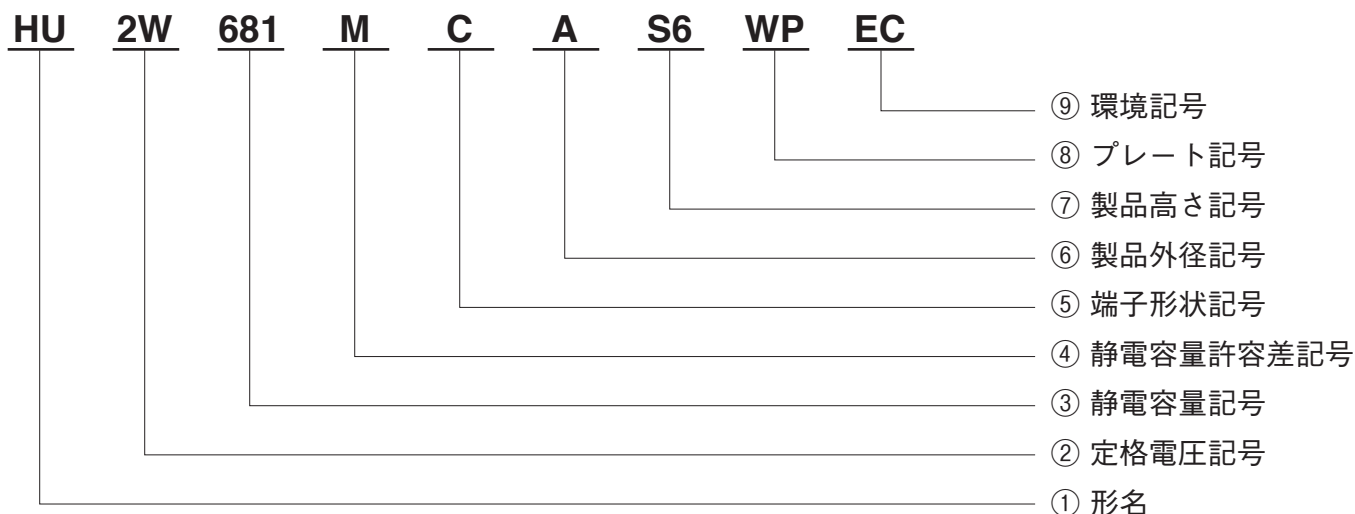 HU 2W 681 M C A S6 WP EC
⑨ 環境記号
⑧ プレート記号
⑦ 製品高さ記号
⑥ 製品外径記号
⑤ 端子形状記号
④ 静電容量許容差記号
③ 静電容量記号
② 定格電圧記号
① 形名